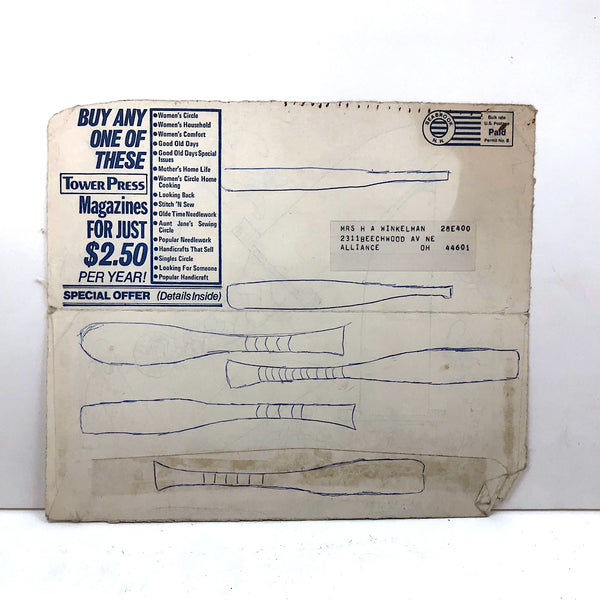 BUY ANY
ONE OF
THESE
TOWER PRESS
Magazines
FOR JUST
$2.50
PER YEAR!
• Women's Circle
• Women's Household
• Women's Comfort
• Good Old Days
• Good Old Days Special
Issues
• Mother's Home Life
• Women's Circle Home
Cooking
• Looking Back
• Stitch 'N Sew
• Olde Time Needlework
• Aunt Jane's Sewing
Circle
• Popular Needlework
• Handicrafts That Sell
• Singles Circle
• Looking For Someone
• Popular Handicraft
SPECIAL OFFER (Details Inside)
SEABROOK
N.H.
Bulk rate
U.S. Postage
Paid
Permit No. 8
MRS H A WINKELMAN 28E400
2311BEECHWOOD AV NE
ALLIANCE OH 44601